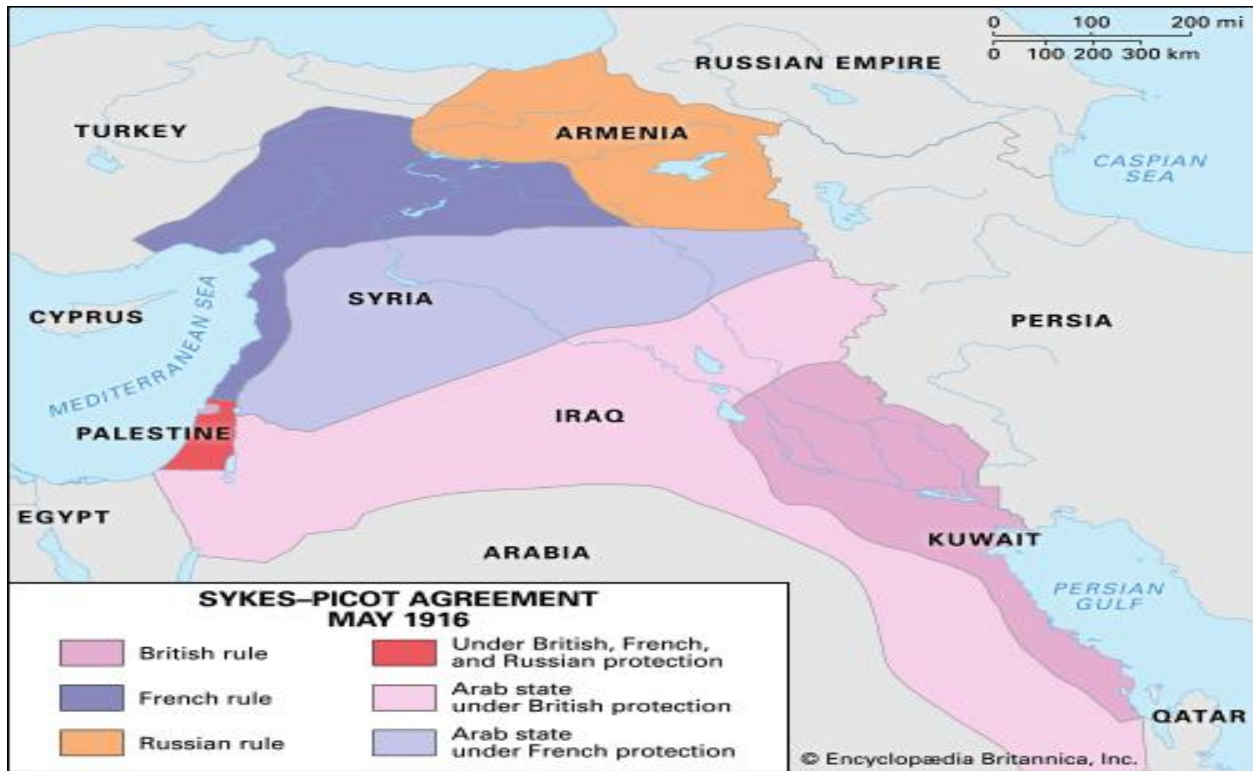 0 100 200 mi
0 100 200 300 km
RUSSIAN EMPIRE
TURKEY
ARMENIA
CASPIAN
SEA
SYRIA
CYPRUS
PERSIA
MEDITERRANEAN SEA
IRAQ
PALESTINE
EGYPT
KUWAIT
ARABIA
PERSIAN
GULF
QATAR
SYKES–PICOT AGREEMENT
MAY 1916
British rule
French rule
Russian rule
Under British, French,
and Russian protection
Arab state
under British protection
Arab state
under French protection
© Encyclopædia Britannica, Inc.